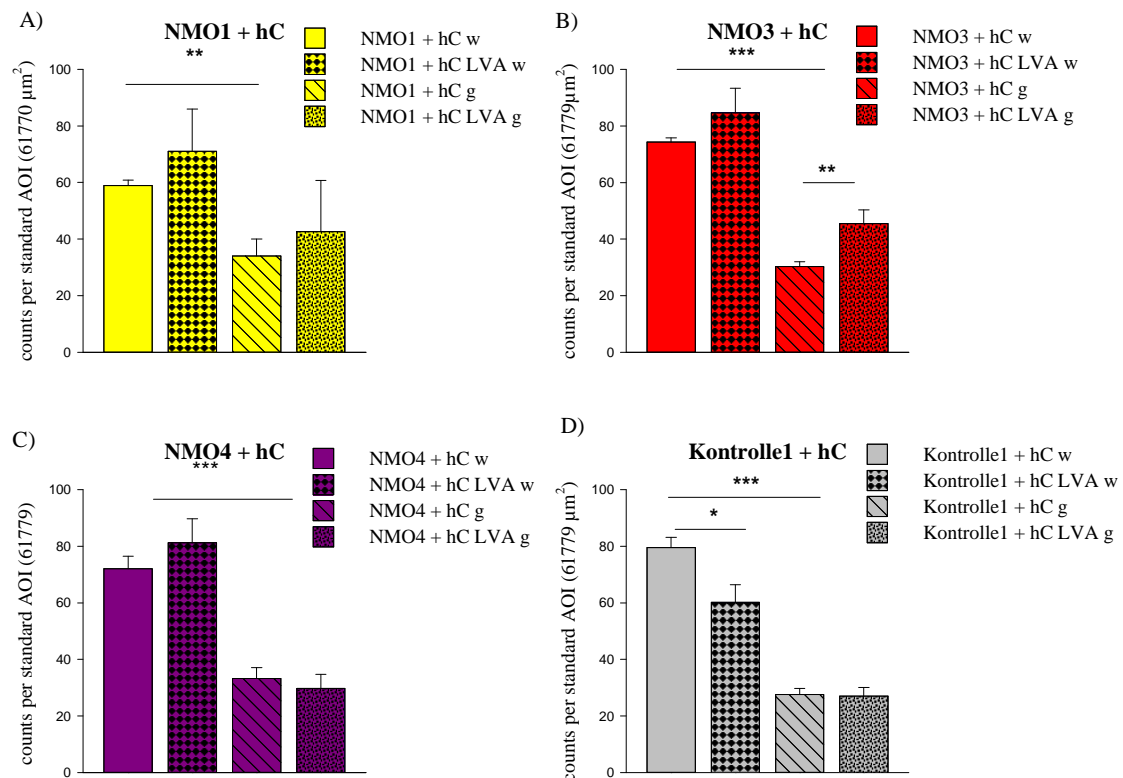 A)
NMO1 + hC
**
NMO1 + hC w
NMO1 + hC LVA w
NMO1 + hC g
NMO1 + hC LVA g
counts per standard AOI (61770 µm²)
100
80
60
40
20
0
B)
NMO3 + hC
***
**
NMO3 + hC w
NMO3 + hC LVA w
NMO3 + hC g
NMO3 + hC LVA g
counts per standard AOI (61779µm²)
100
80
60
40
20
0
C)
NMO4 + hC
***
NMO4 + hC w
NMO4 + hC LVA w
NMO4 + hC g
NMO4 + hC LVA g
counts per standard AOI (61779)
100
80
60
40
20
0
D)
Kontrolle1 + hC
***
*
Kontrolle1 + hC w
Kontrolle1 + hC LVA w
Kontrolle1 + hC g
Kontrolle1 + hC LVA g
counts per standard AOI (61779 µm²)
100
80
60
40
20
0